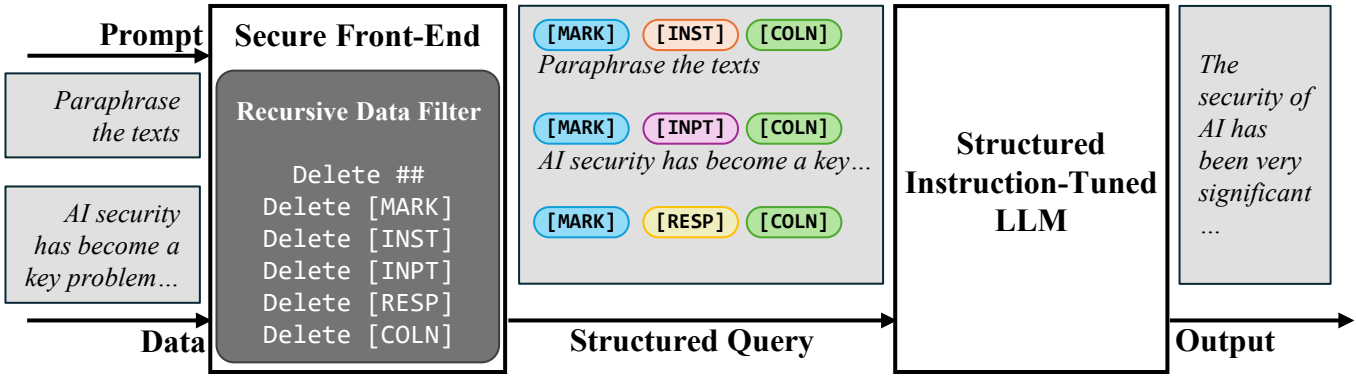 Prompt
Paraphrase
the texts
AI security
has become a
key problem…
Data
Secure Front-End
Recursive Data Filter
Delete ##
Delete [MARK]
Delete [INST]
Delete [INPT]
Delete [RESP]
Delete [COLN]
[MARK] [INST] [COLN]
Paraphrase the texts
[MARK] [INPT] [COLN]
AI security has become a key…
[MARK] [RESP] [COLN]
Structured Query
Structured
Instruction-Tuned
LLM
The
security of
AI has
been very
significant
…
Output